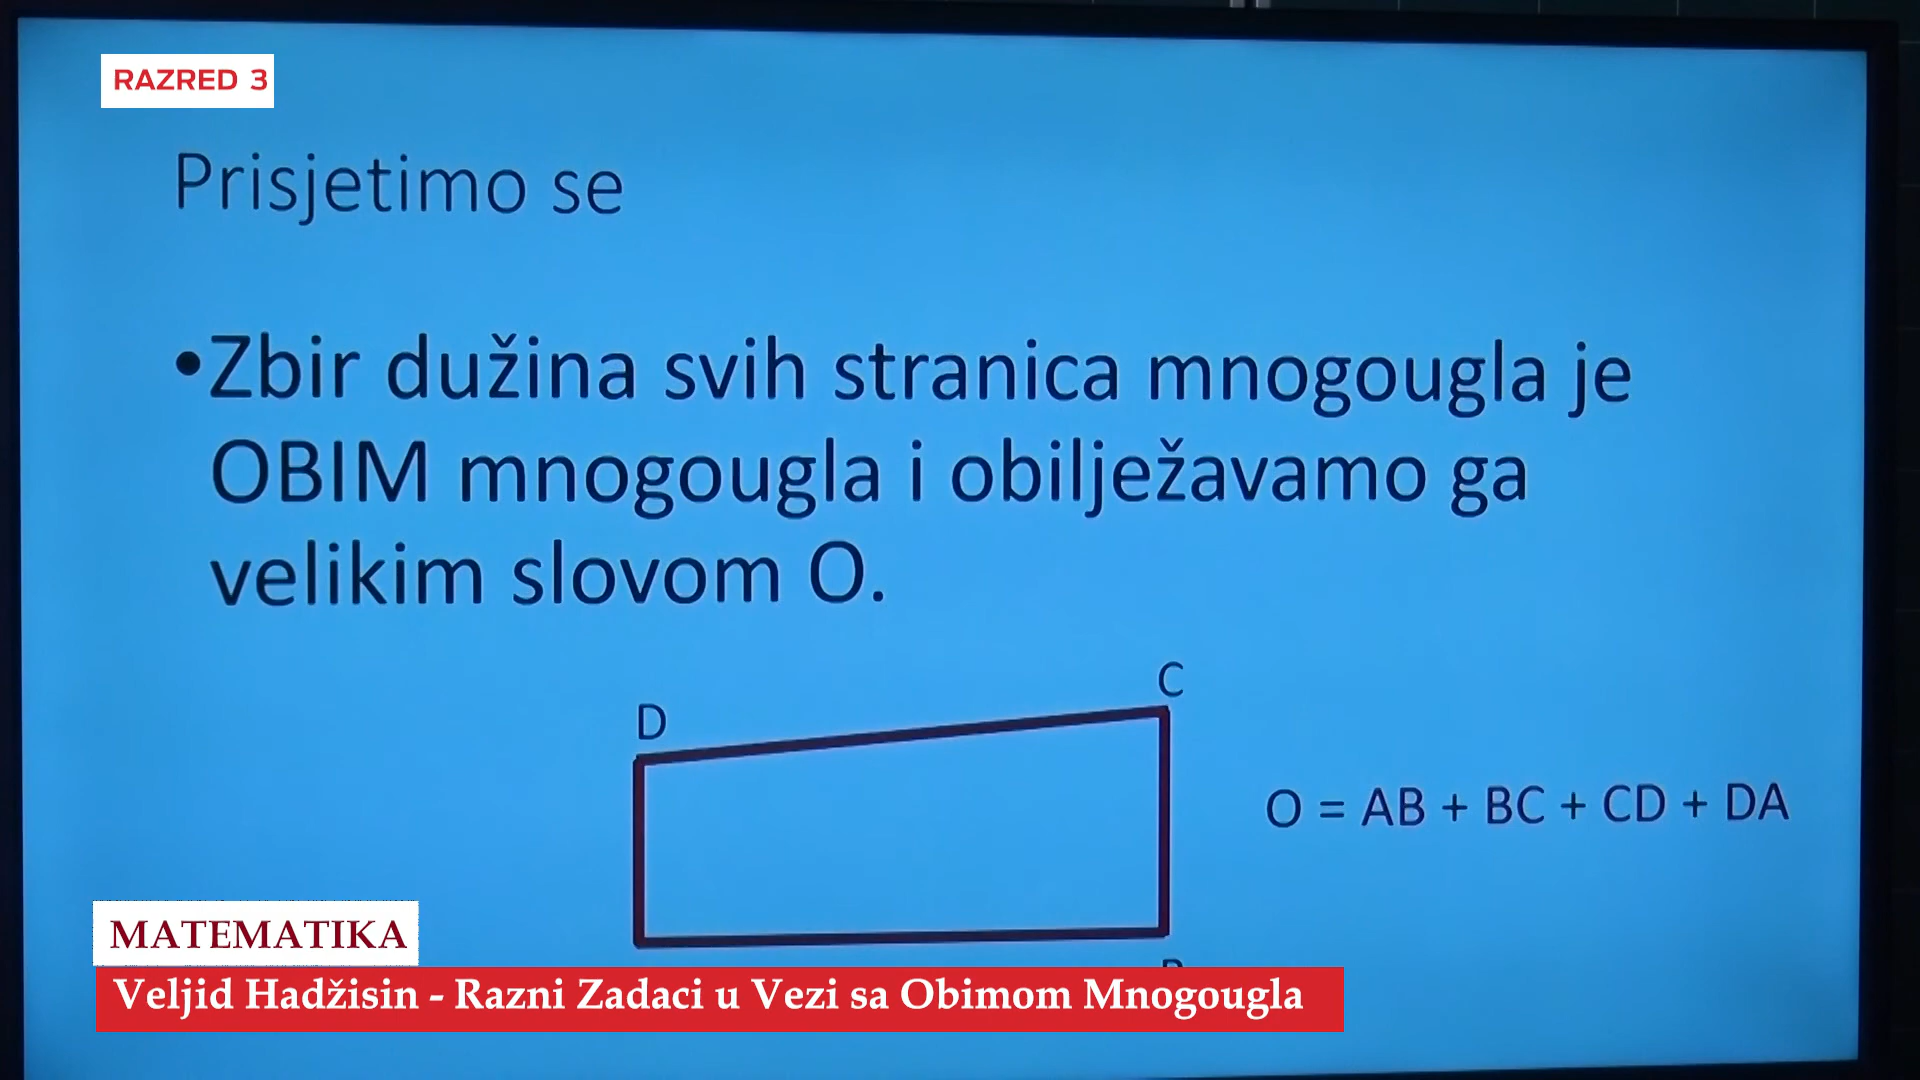 RAZRED 3
Prisjetimo se
•Zbir dužina svih stranica mnogougla je
OBIM mnogougla i obilježavamo ga
velikim slovom O.
C
D
O = AB + BC + CD + DA
MATEMATIKA
Veljid Hadžisin - Razni Zadaci u Vezi sa Obimom Mnogougla